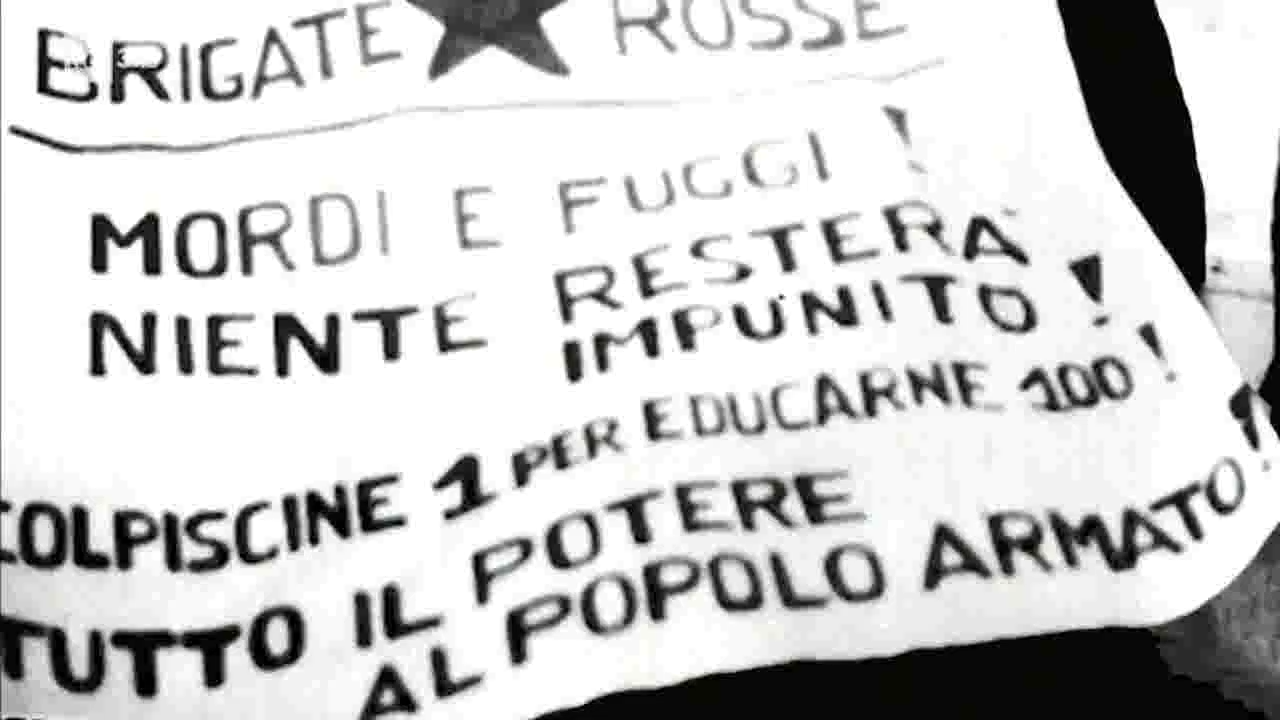 BRIGATE ROSSE
MORDI E FUGGI!
NIENTE RESTERÀ
IMPUNITO!
COLPISCINE 1 PER EDUCARNE 100!
TUTTO IL POTERE
AL POPOLO ARMATO!